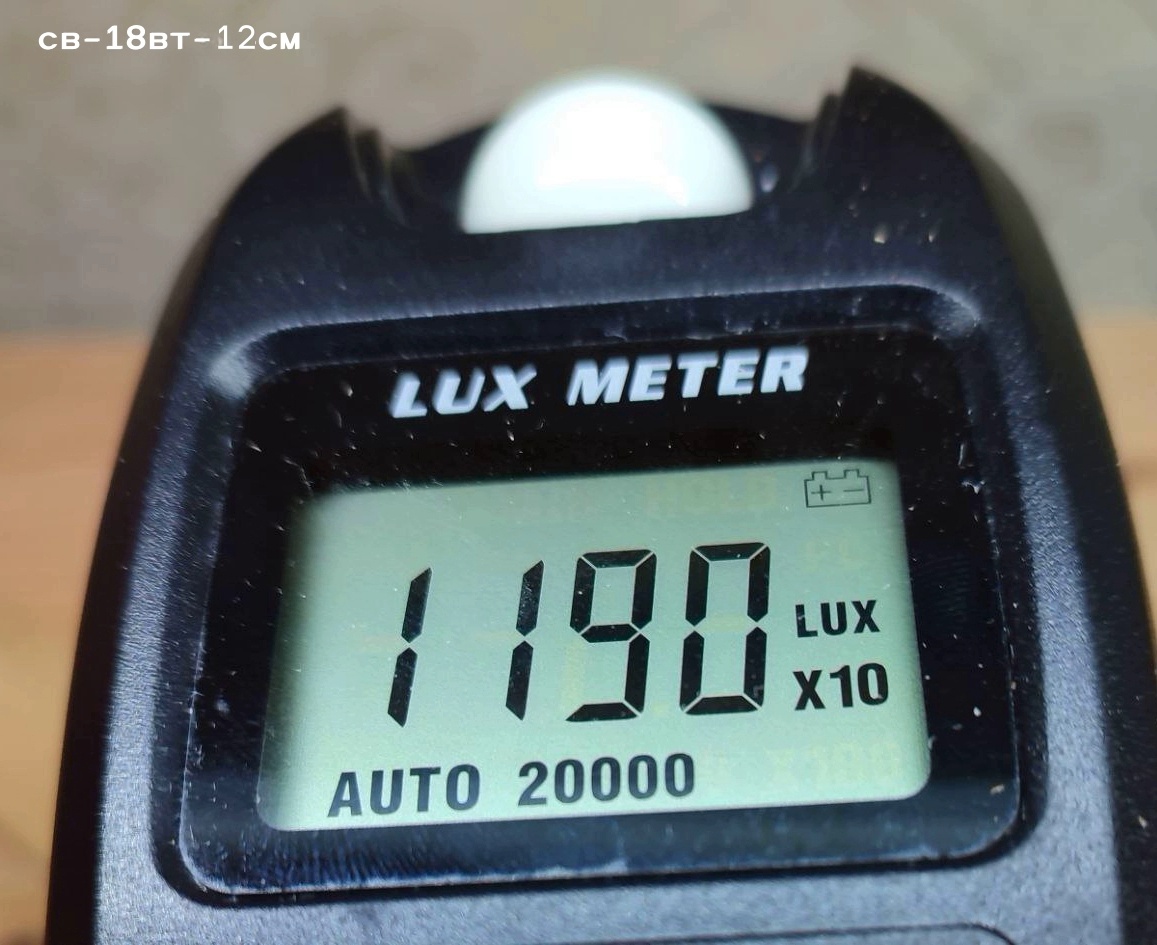 СВ-18ВТ-12СМ
LUX METER
+ -
1190
LUX
X10
AUTO 20000